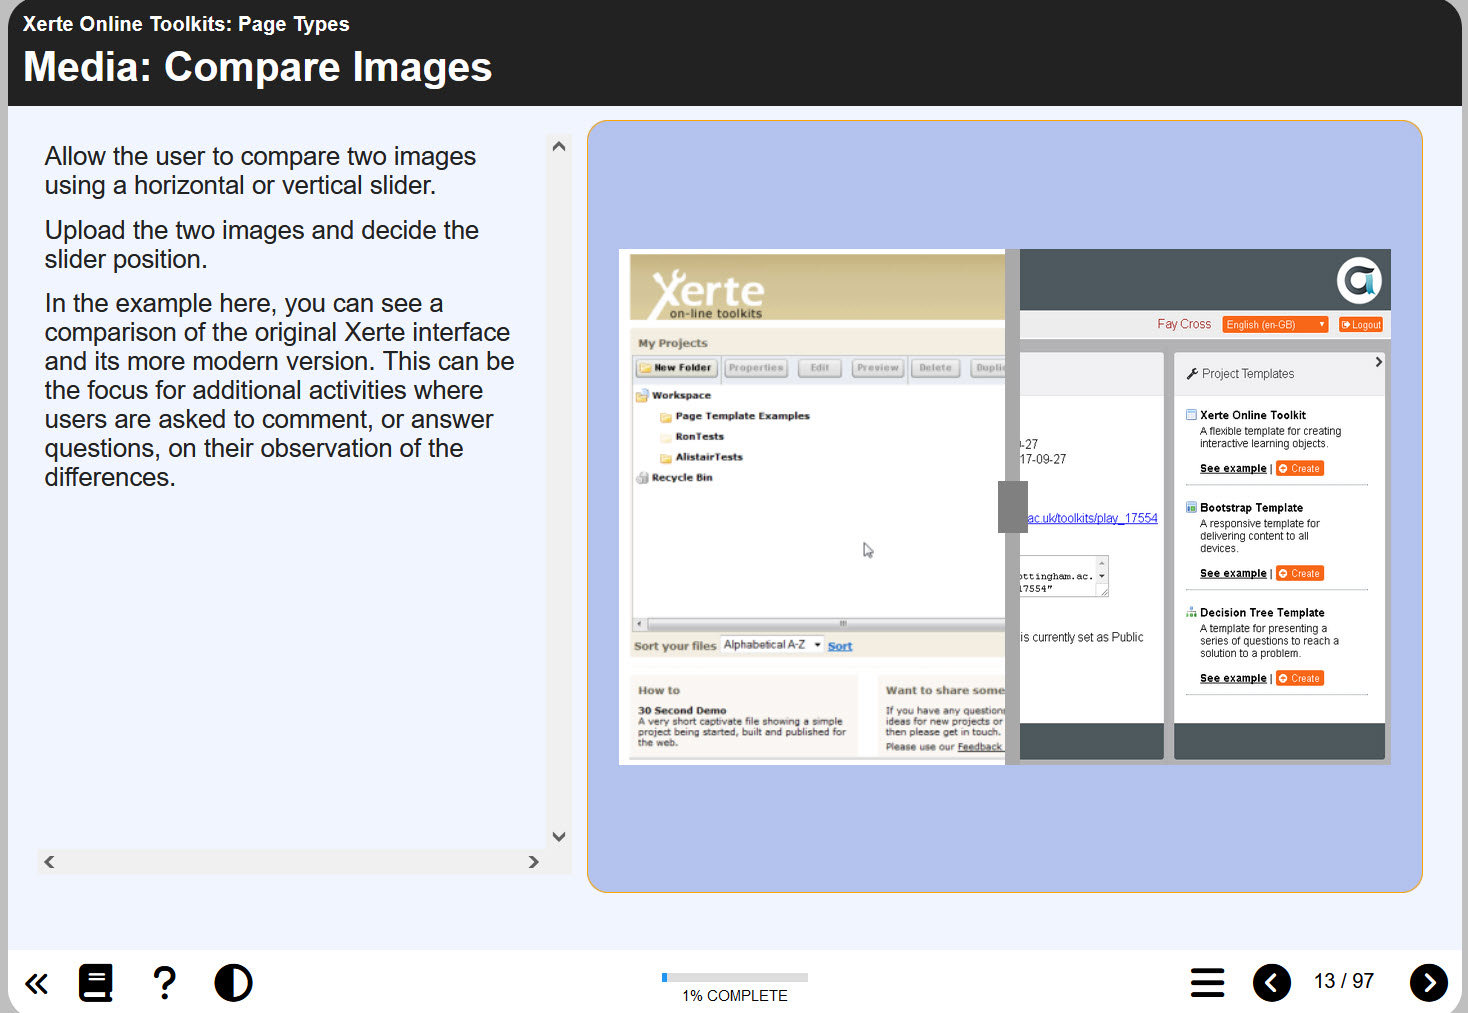 Xerte Online Toolkits: Page Types
Media: Compare Images
Allow the user to compare two images
using a horizontal or vertical slider.
Upload the two images and decide the
slider position.
In the example here, you can see a
comparison of the original Xerte interface
and its more modern version. This can be
the focus for additional activities where
users are asked to comment, or answer
questions, on their observation of the
differences.
Xerte
on-line toolkits
My Projects
New Folder Properties Edit Preview Delete Dupli
Workspace
Page Template Examples
RonTests
AlistairTests
Recycle Bin
Sort your files Alphabetical A-Z Sort
How to
30 Second Demo
A very short captivate file showing a simple
project being started, built and published for
the web.
Want to share some
If you have any question
ideas for new projects or
then please get in touch.
Please use our Feedback
Fay Cross English (en-GB) Logout
-27
17-09-27
ac.uk/toolkits/play_17554
ottingham.ac.
17554"
is currently set as Public
Project Templates
Xerte Online Toolkit
A flexible template for creating
interactive learning objects.
See example | Create
Bootstrap Template
A responsive template for
delivering content to all
devices.
See example | Create
Decision Tree Template
A template for presenting a
series of questions to reach a
solution to a problem.
See example | Create
1% COMPLETE
13 / 97